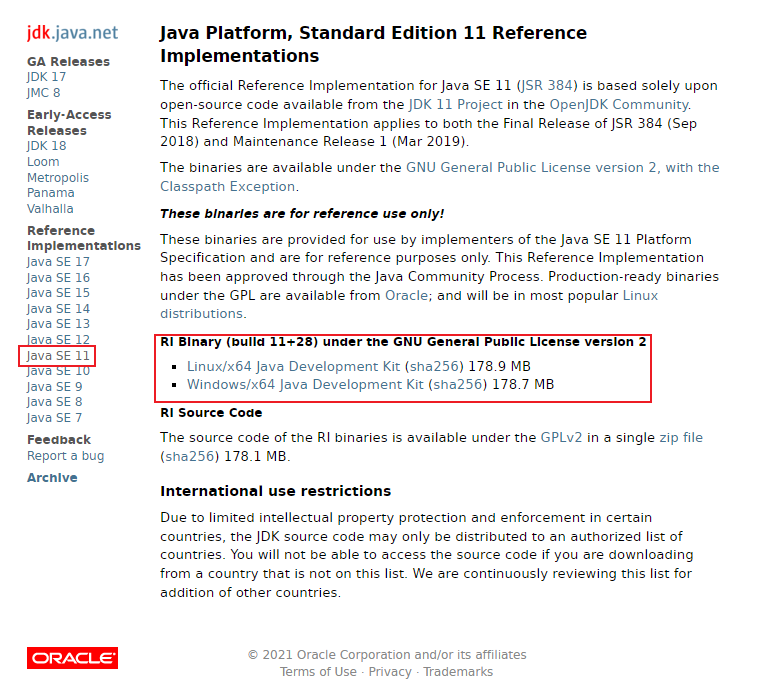 jdk.java.net
GA Releases
JDK 17
JMC 8
Early-Access
Releases
JDK 18
Loom
Metropolis
Panama
Valhalla
Reference
Implementations
Java SE 17
Java SE 16
Java SE 15
Java SE 14
Java SE 13
Java SE 12
Java SE 11
Java SE 10
Java SE 9
Java SE 8
Java SE 7
Feedback
Report a bug
Archive
Java Platform, Standard Edition 11 Reference
Implementations
The official Reference Implementation for Java SE 11 (JSR 384) is based solely upon
open-source code available from the JDK 11 Project in the OpenJDK Community.
This Reference Implementation applies to both the Final Release of JSR 384 (Sep
2018) and Maintenance Release 1 (Mar 2019).
The binaries are available under the GNU General Public License version 2, with the
Classpath Exception.
These binaries are for reference use only!
These binaries are provided for use by implementers of the Java SE 11 Platform
Specification and are for reference purposes only. This Reference Implementation
has been approved through the Java Community Process. Production-ready binaries
under the GPL are available from Oracle; and will be in most popular Linux
distributions.
RI Binary (build 11+28) under the GNU General Public License version 2
▪ Linux/x64 Java Development Kit (sha256) 178.9 MB
▪ Windows/x64 Java Development Kit (sha256) 178.7 MB
RI Source Code
The source code of the RI binaries is available under the GPLv2 in a single zip file
(sha256) 178.1 MB.
International use restrictions
Due to limited intellectual property protection and enforcement in certain
countries, the JDK source code may only be distributed to an authorized list of
countries. You will not be able to access the source code if you are downloading
from a country that is not on this list. We are continuously reviewing this list for
addition of other countries.
ORACLE
© 2021 Oracle Corporation and/or its affiliates
Terms of Use · Privacy · Trademarks